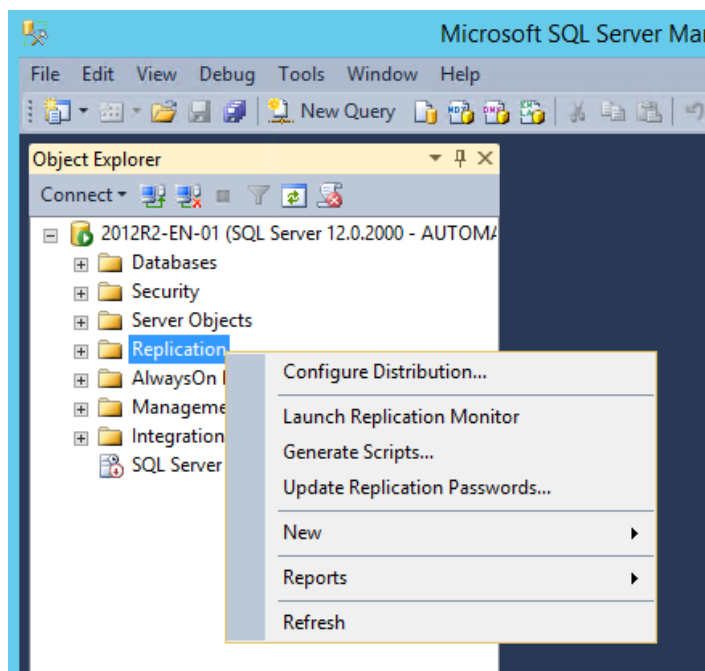 Microsoft SQL Server Mar
File Edit View Debug Tools Window Help
New Query
Object Explorer
Connect
2012R2-EN-01 (SQL Server 12.0.2000 - AUTOMA
Databases
Security
Server Objects
Replication
AlwaysOn
Manageme
Integration
SQL Server
Configure Distribution...
Launch Replication Monitor
Generate Scripts...
Update Replication Passwords...
New
Reports
Refresh